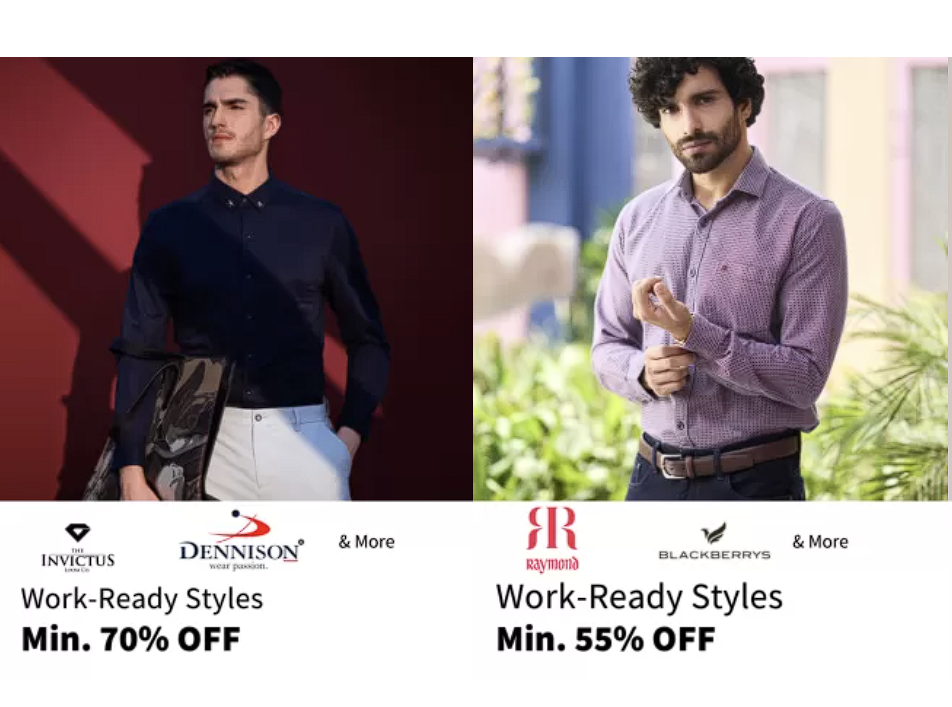 THE
INVICTUS
DENNISON
wear passion.
& More
Work-Ready Styles
Min. 70% OFF
RR
Raymond
BLACKBERRYS
& More
Work-Ready Styles
Min. 55% OFF